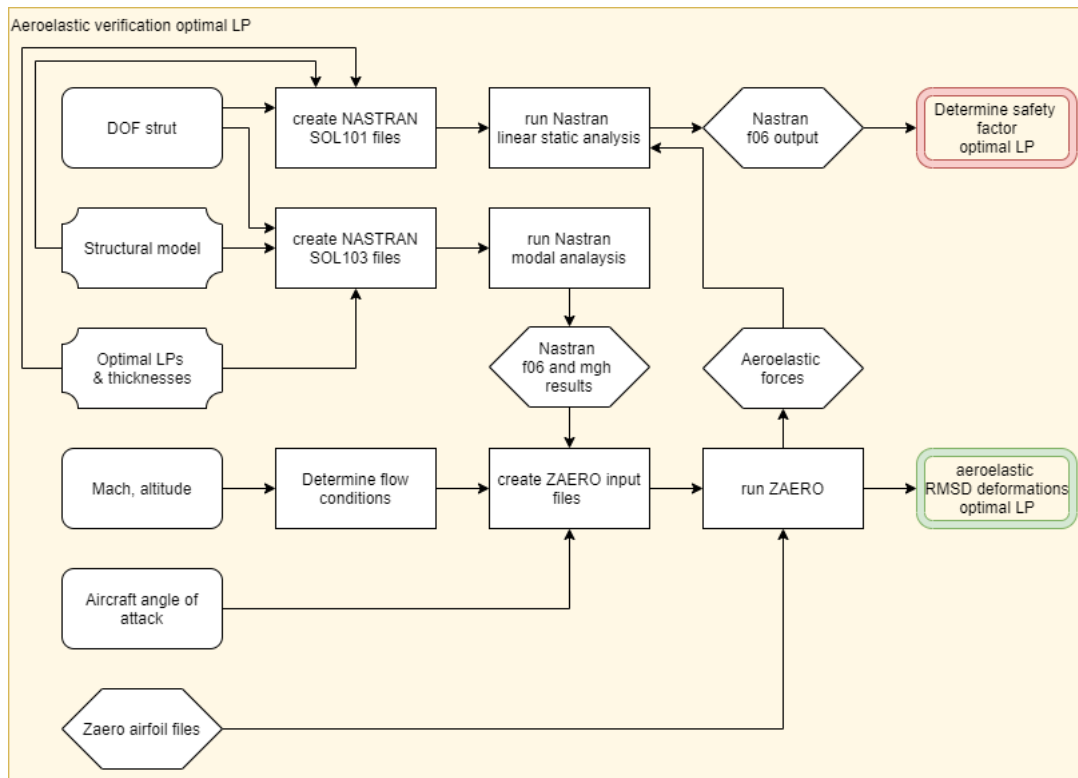 Aeroelastic verification optimal LP
DOF strut
create NASTRAN
SOL101 files
run Nastran
linear static analysis
Nastran
f06 output
Determine safety
factor
optimal LP
Structural model
create NASTRAN
SOL103 files
run Nastran
modal analaysis
Optimal LPs
& thicknesses
Nastran
f06 and mgh
results
Aeroelastic
forces
Mach, altitude
Determine flow
conditions
create ZAERO input
files
run ZAERO
aeroelastic
RMSD deformations
optimal LP
Aircraft angle of
attack
Zaero airfoil files